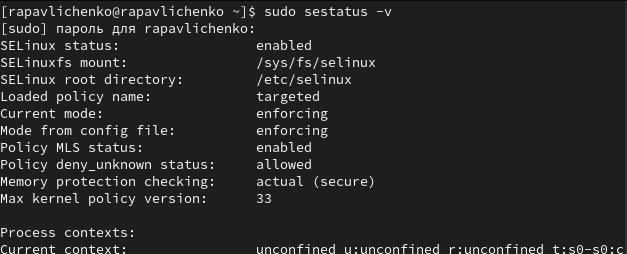 [rapavlichenko@rapavlichenko ~]$ sudo sestatus -v
[sudo] пароль для rapavlichenko:
SELinux status:                 enabled
SELinuxfs mount:                /sys/fs/selinux
SELinux root directory:         /etc/selinux
Loaded policy name:             targeted
Current mode:                   enforcing
Mode from config file:          enforcing
Policy MLS status:              enabled
Policy deny_unknown status:     allowed
Memory protection checking:     actual (secure)
Max kernel policy version:      33

Process contexts:
Current context:                unconfined_u:unconfined_r:unconfined_t:s0-s0:c